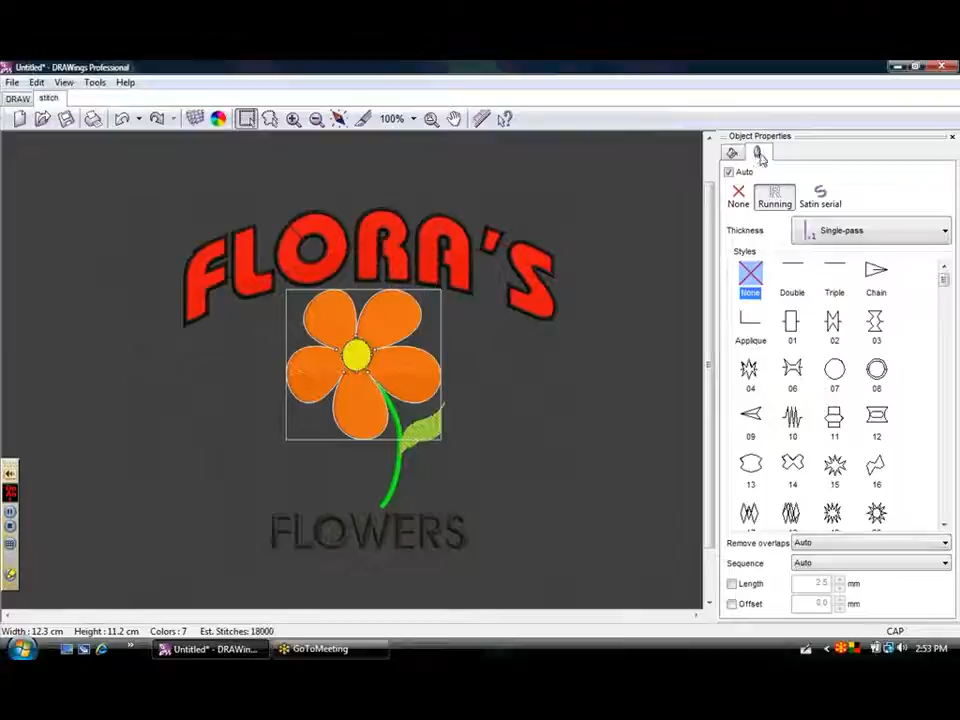 Untitled* - DRAWings Professional
File Edit View Tools Help
DRAW stitch
100%
Object Properties
Auto
None Running Satin serial
Thickness Single-pass
Styles
None Double Triple Chain
Applique 01 02 03
04 06 07 08
09 10 11 12
13 14 15 16
Remove overlaps Auto
Sequence Auto
Length 2.5 mm
Offset 0.0 mm
FLORA'S
FLOWERS
Width : 12.3 cm Height : 11.2 cm Colors : 7 Est. Stitches: 18000 CAP
Untitled* - DRAWin... GoToMeeting 2:53 PM